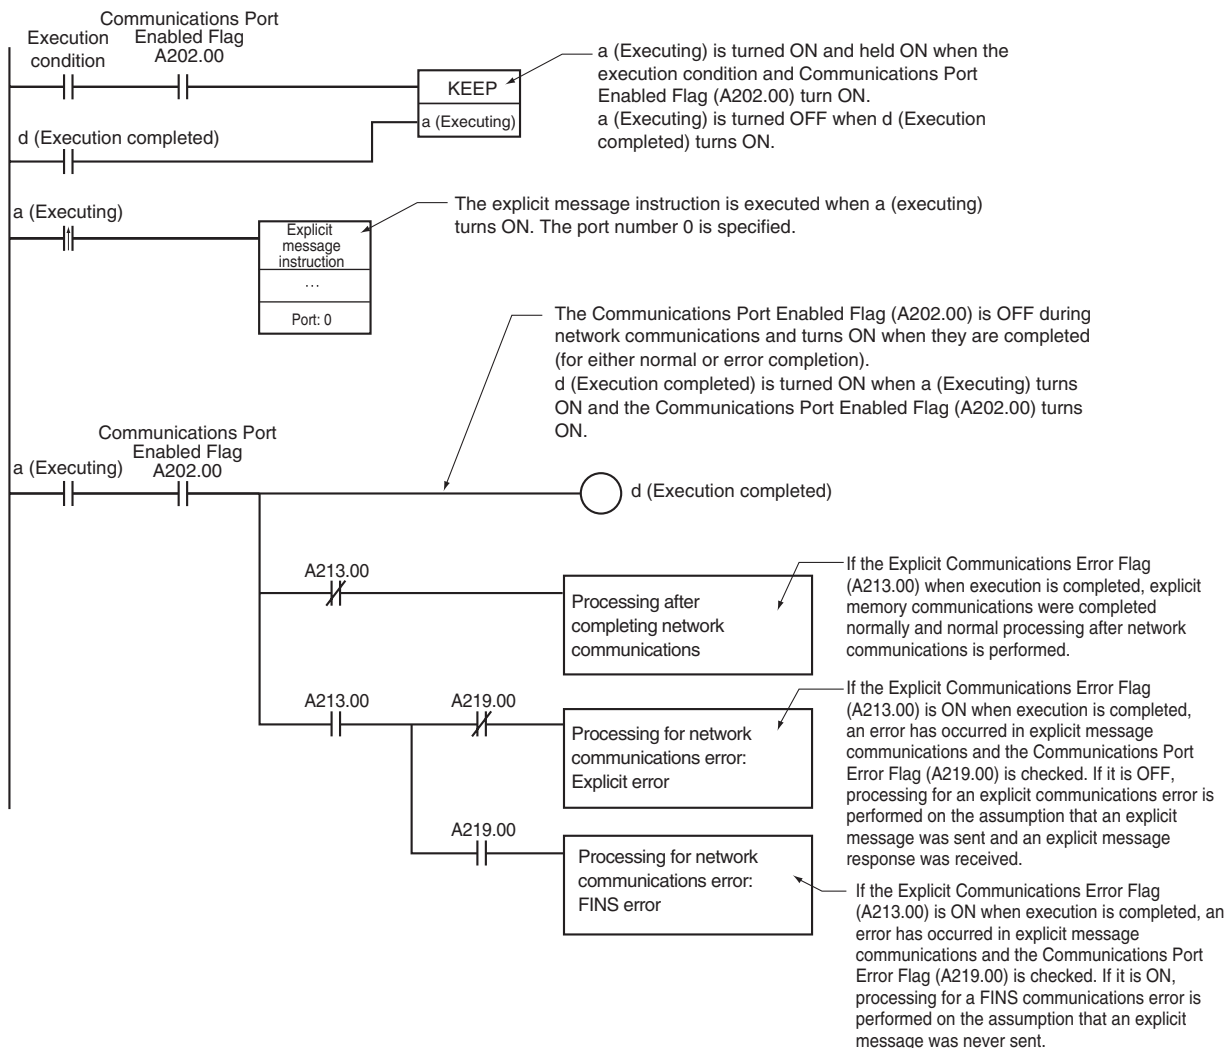 Communications Port
Enabled Flag
A202.00
Execution
condition
KEEP
a (Executing)
d (Execution completed)
a (Executing) is turned ON and held ON when the
execution condition and Communications Port
Enabled Flag (A202.00) turn ON.
a (Executing) is turned OFF when d (Execution
completed) turns ON.
a (Executing)
Explicit
message
instruction
...
Port: 0
The explicit message instruction is executed when a (executing)
turns ON. The port number 0 is specified.
The Communications Port Enabled Flag (A202.00) is OFF during
network communications and turns ON when they are completed
(for either normal or error completion).
d (Execution completed) is turned ON when a (Executing) turns
ON and the Communications Port Enabled Flag (A202.00) turns
ON.
Communications Port
Enabled Flag
A202.00
a (Executing)
d (Execution completed)
A213.00
Processing after
completing network
communications
If the Explicit Communications Error Flag
(A213.00) when execution is completed, explicit
memory communications were completed
normally and normal processing after network
communications is performed.
A213.00
A219.00
Processing for network
communications error:
Explicit error
If the Explicit Communications Error Flag
(A213.00) is ON when execution is completed,
an error has occurred in explicit message
communications and the Communications Port
Error Flag (A219.00) is checked. If it is OFF,
processing for an explicit communications error is
performed on the assumption that an explicit
message was sent and an explicit message
response was received.
A219.00
Processing for network
communications error:
FINS error
If the Explicit Communications Error Flag
(A213.00) is ON when execution is completed, an
error has occurred in explicit message
communications and the Communications Port
Error Flag (A219.00) is checked. If it is ON,
processing for a FINS communications error is
performed on the assumption that an explicit
message was never sent.